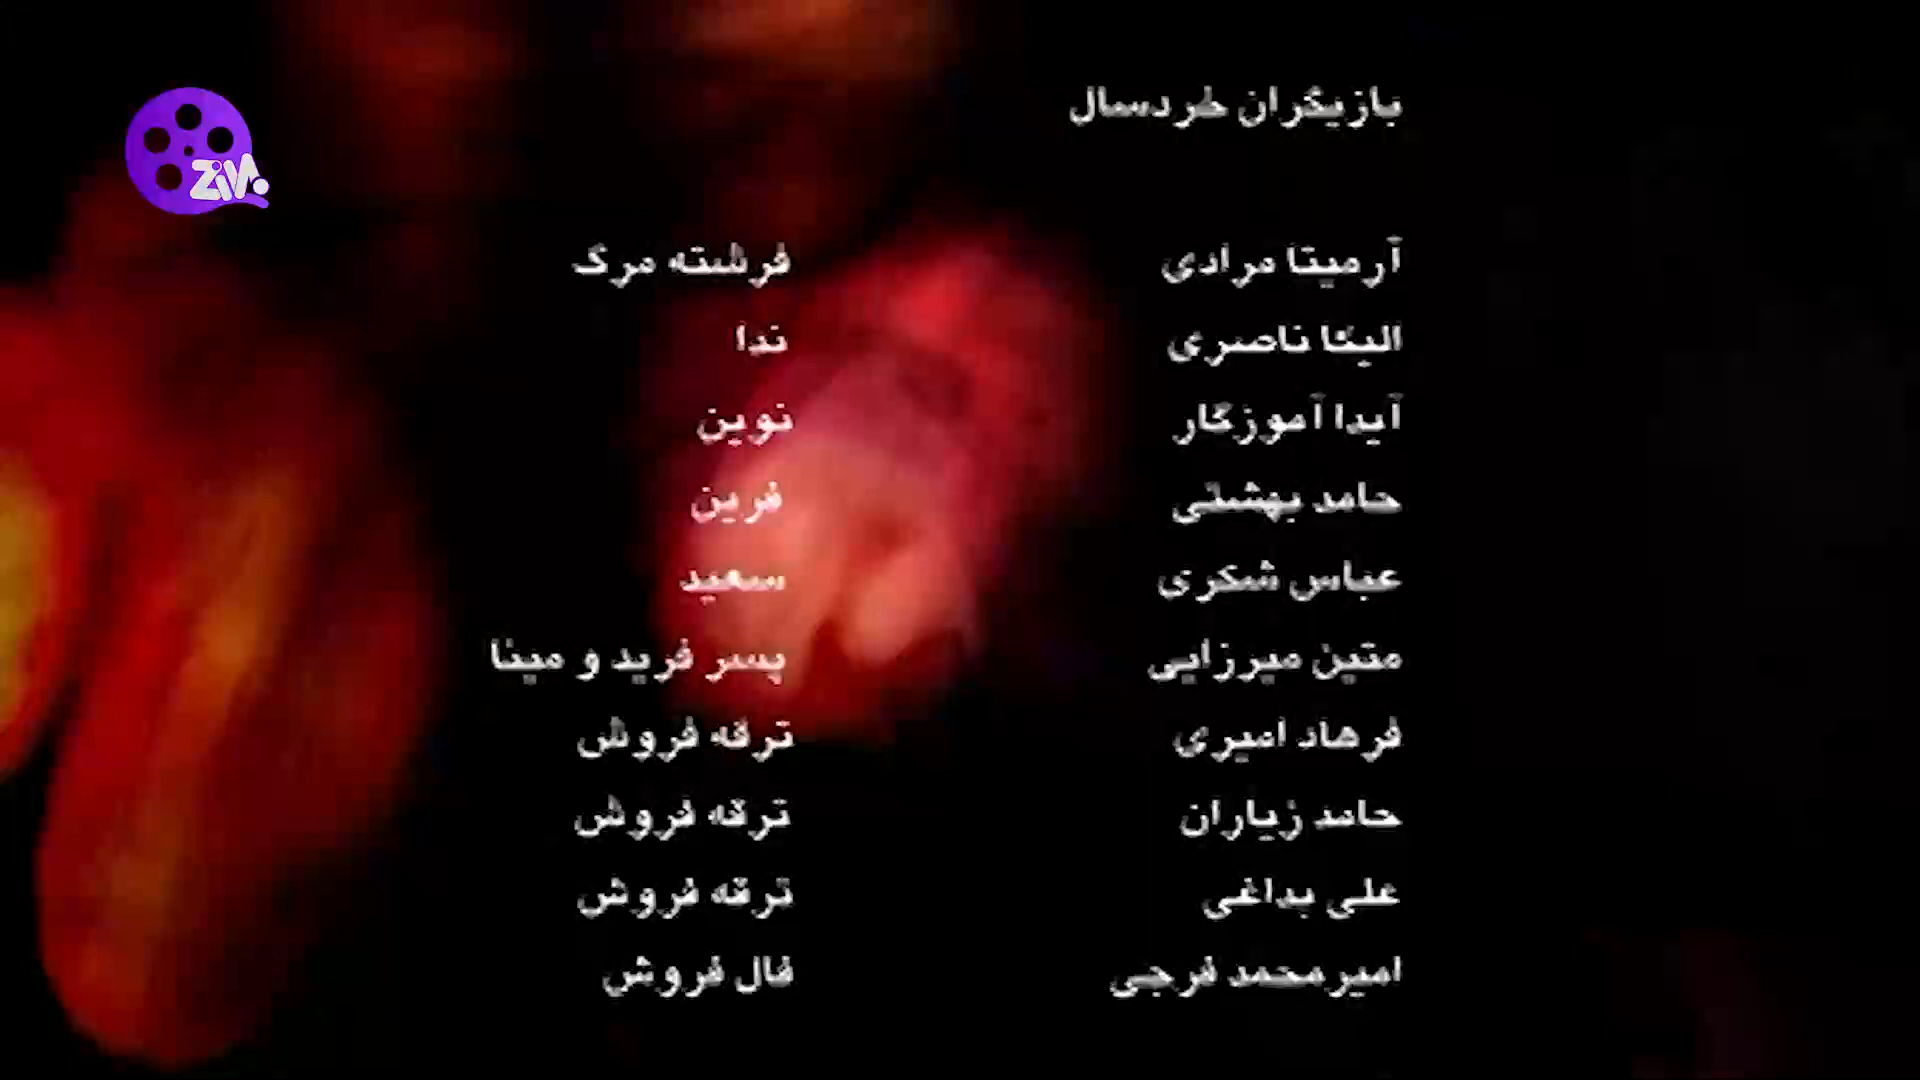 ZiVA
بازیگران خردسال
آرمیتا مرادی فرشته مرگ
الیکا ناصری ندا
آیدا آموزگار نوین
حامد بهشتی فرین
عباس شکری سعید
متین میرزایی پسر فرید و مینا
فرهاد امیری ترقه فروش
حامد زیاران ترقه فروش
علی بداغی ترقه فروش
امیرمحمد فرجی فال فروش